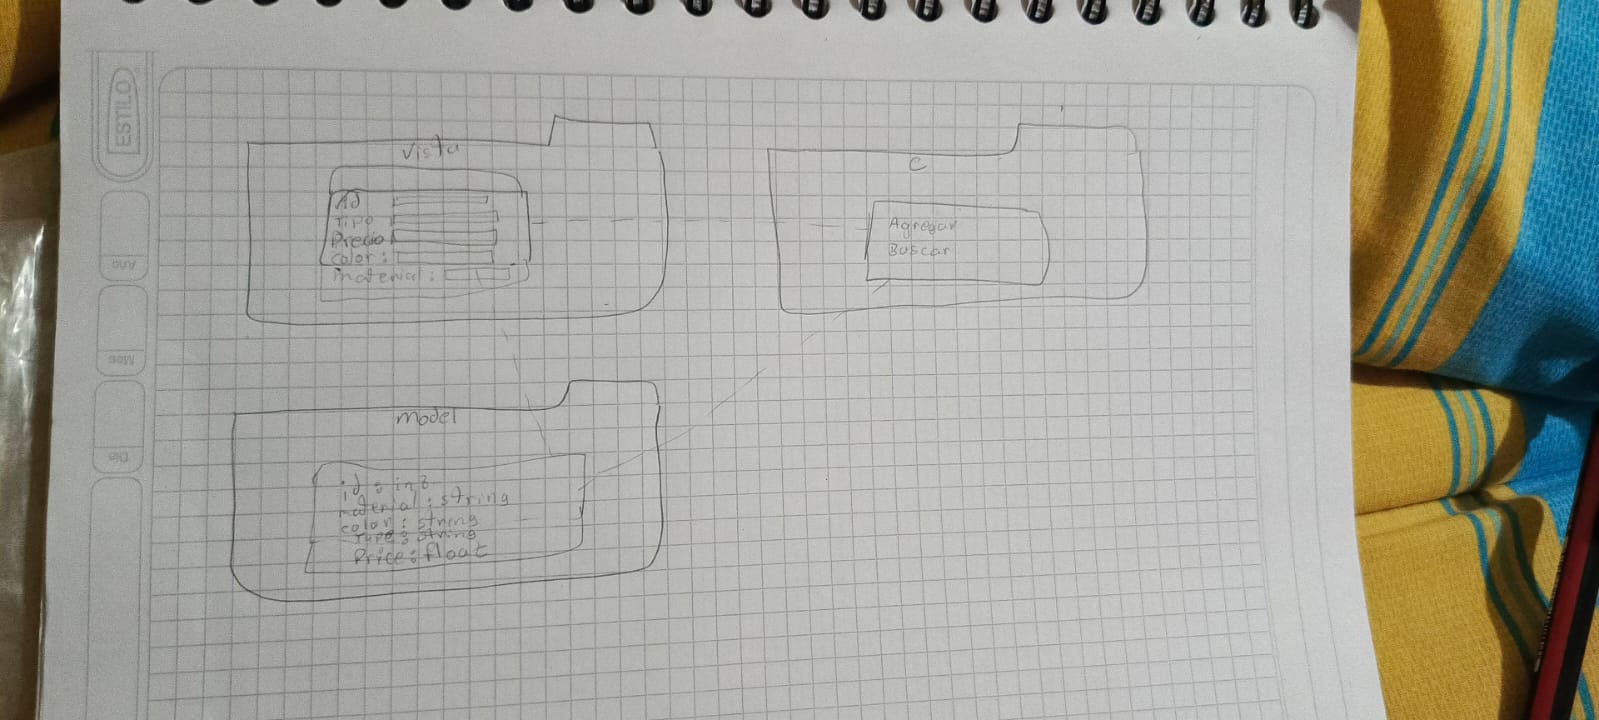 ESTILO
Año
Mes
Día
Vista
Id
Tipo
Precio
color :
material :
C
Agregar
Buscar
model
id : int
material : string
color : string
Type : string
Price : float